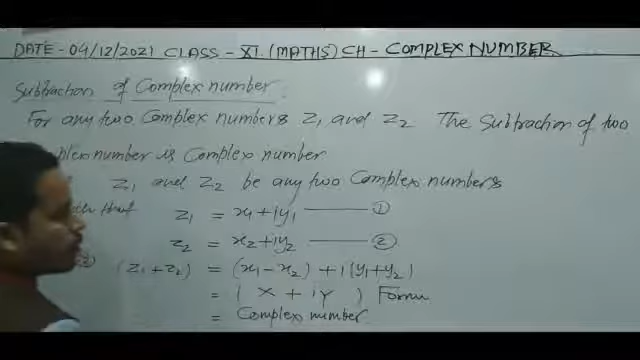 DATE - 09/12/2021 CLASS - XI (MATHS) CH - COMPLEX NUMBER
Subtraction of Complex number
For any two Complex numbers Z1 and Z2 The Subtraction of two
number is Complex number
Z1 and Z2 be any two Complex numbers
that Z1 = x1+iy1 ——— ①
Z2 = x2+iy2 ——— ②
(Z1+Z2) = (x1-x2) + i(y1+y2)
= ( X + iY ) Form
= Complex number